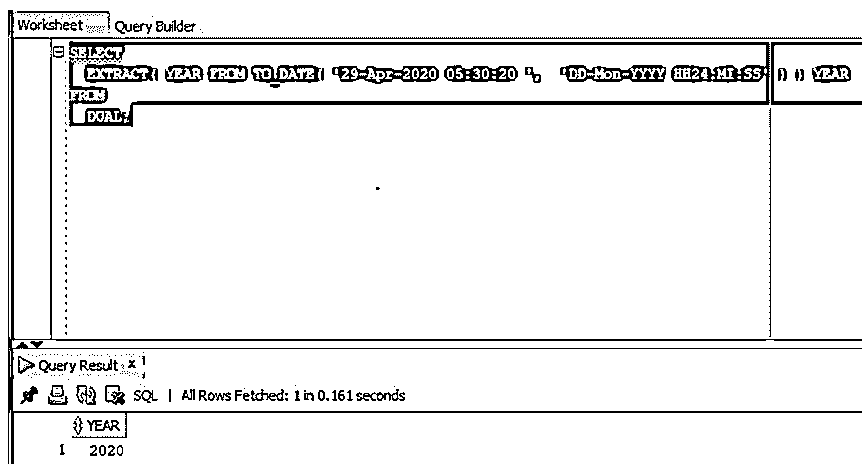 Worksheet Query Builder
SELECT
EXTRACT( YEAR FROM TO_DATE( '29-Apr-2020 05:30:20 ', 'DD-Mon-YYYY HH24:MI:SS' ) ) YEAR
FROM
DUAL;
Query Result x
SQL | All Rows Fetched: 1 in 0.161 seconds
YEAR
1 2020